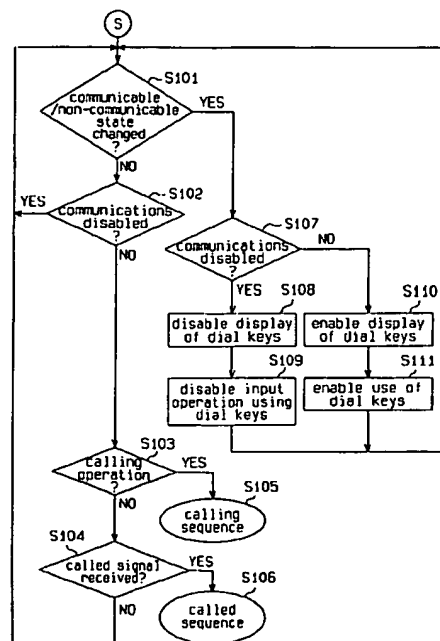 S
S101
communicable
/non-communicable
state
changed
?
YES
NO
S102
YES
communications
disabled
?
NO
S107
communications
disabled
?
NO
YES
S108
disable display
of dial keys
S110
enable display
of dial keys
S109
disable input
operation using
dial keys
S111
enable use of
dial keys
S103
calling
operation
?
YES
NO
S105
calling
sequence
S104
called signal
received?
YES
NO
S106
called
sequence